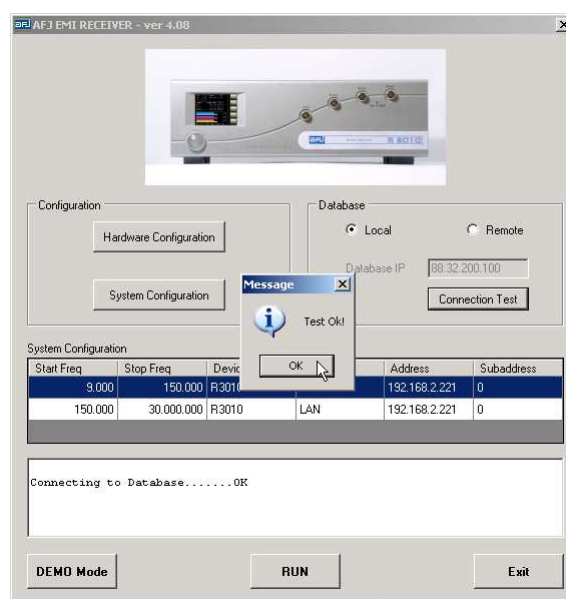 AFJ EMI RECEIVER - ver 4.08
AFJ
R 3010
Configuration
Hardware Configuration
System Configuration
Database
Local
Remote
Database IP
88.32.200.100
Connection Test
Message
Test Ok!
OK
System Configuration
Start Freq Stop Freq Devic Address Subaddress
9.000 150.000 R3010 192.168.2.221 0
150.000 30.000.000 R3010 LAN 192.168.2.221 0
Connecting to Database.......OK
DEMO Mode
RUN
Exit